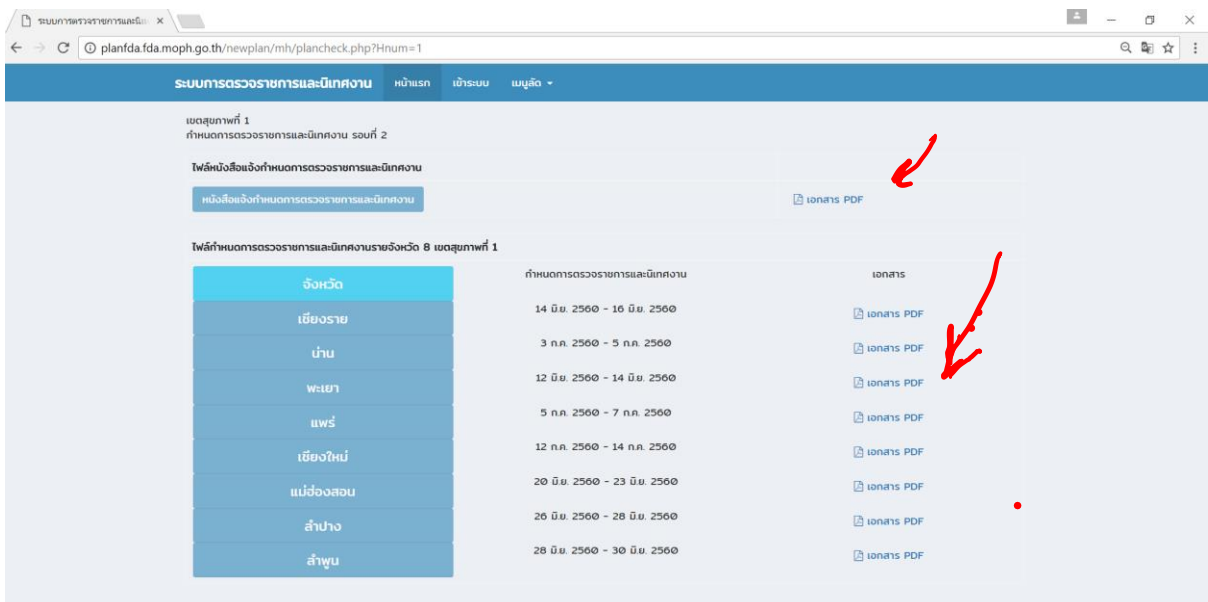 ระบบการตรวจราชการและนิเ
planfda.fda.moph.go.th/newplan/mh/plancheck.php?Hnum=1
ระบบการตรวจราชการและนิเทศงาน หน้าแรก เข้าระบบ เมนูลัด
เขตสุขภาพที่ 1
กำหนดการตรวจราชการและนิเทศงาน รอบที่ 2
ไฟล์หนังสือแจ้งกำหนดการตรวจราชการและนิเทศงาน
หนังสือแจ้งกำหนดการตรวจราชการและนิเทศงาน เอกสาร PDF
ไฟล์กำหนดการตรวจราชการและนิเทศงานรายจังหวัด 8 เขตสุขภาพที่ 1
จังหวัด กำหนดการตรวจราชการและนิเทศงาน เอกสาร
เชียงราย 14 มิ.ย. 2560 - 16 มิ.ย. 2560 เอกสาร PDF
น่าน 3 ก.ค. 2560 - 5 ก.ค. 2560 เอกสาร PDF
พะเยา 12 มิ.ย. 2560 - 14 มิ.ย. 2560 เอกสาร PDF
แพร่ 5 ก.ค. 2560 - 7 ก.ค. 2560 เอกสาร PDF
เชียงใหม่ 12 ก.ค. 2560 - 14 ก.ค. 2560 เอกสาร PDF
แม่ฮ่องสอน 20 มิ.ย. 2560 - 23 มิ.ย. 2560 เอกสาร PDF
ลำปาง 26 มิ.ย. 2560 - 28 มิ.ย. 2560 เอกสาร PDF
ลำพูน 28 มิ.ย. 2560 - 30 มิ.ย. 2560 เอกสาร PDF